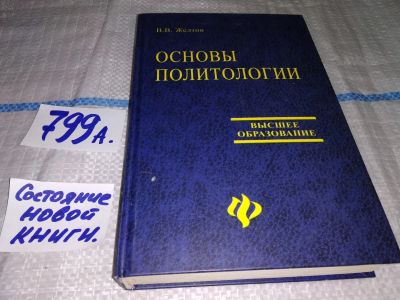 В.В. Желтов
ОСНОВЫ
ПОЛИТОЛОГИИ
ВЫСШЕЕ
ОБРАЗОВАНИЕ
799А.
Состояние
новой
книги.